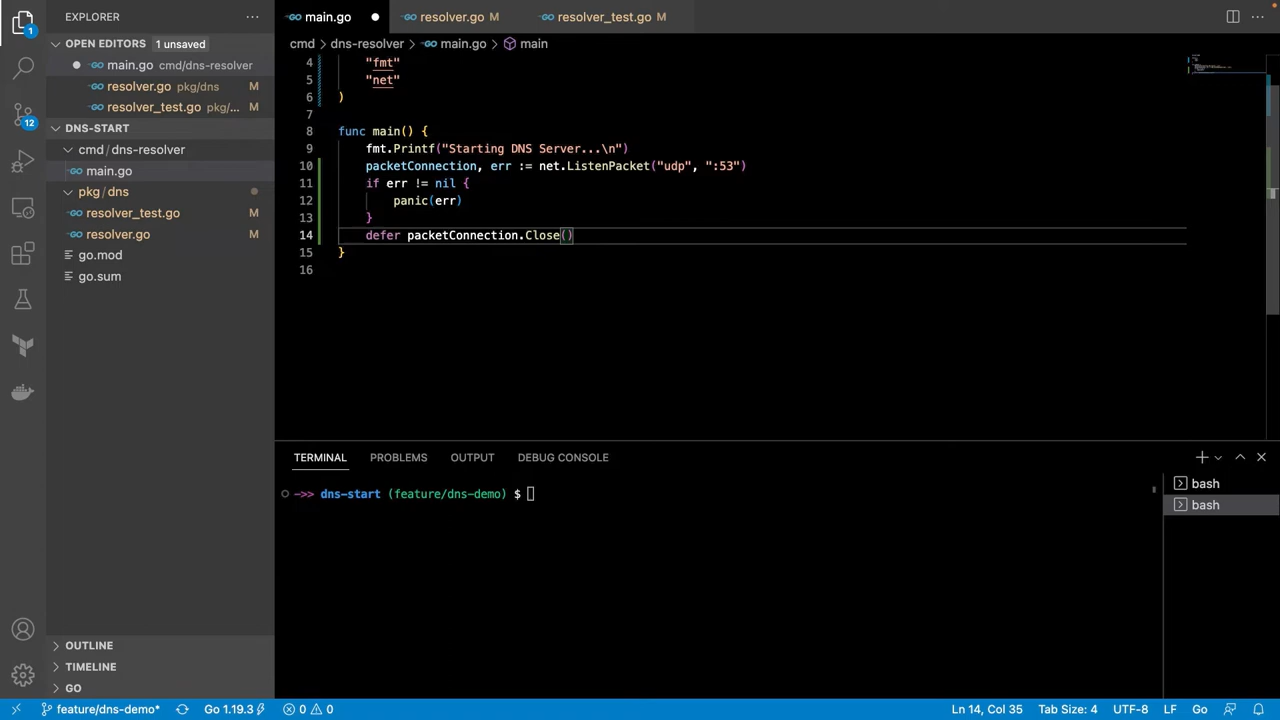 EXPLORER
OPEN EDITORS 1 unsaved
main.go cmd/dns-resolver
resolver.go pkg/dns M
resolver_test.go pkg/... M
DNS-START
cmd / dns-resolver
main.go
pkg / dns
resolver_test.go M
resolver.go M
go.mod
go.sum
OUTLINE
TIMELINE
GO
1
12
main.go
resolver.go M
resolver_test.go M
cmd > dns-resolver > main.go > main
4 "fmt"
5 "net"
6 )
7
8 func main() {
9 fmt.Printf("Starting DNS Server...\n")
10 packetConnection, err := net.ListenPacket("udp", ":53")
11 if err != nil {
12 panic(err)
13 }
14 defer packetConnection.Close()
15 }
16
TERMINAL PROBLEMS OUTPUT DEBUG CONSOLE
->> dns-start (feature/dns-demo) $
bash
bash
feature/dns-demo* Go 1.19.3 0 0 Ln 14, Col 35 Tab Size: 4 UTF-8 LF Go